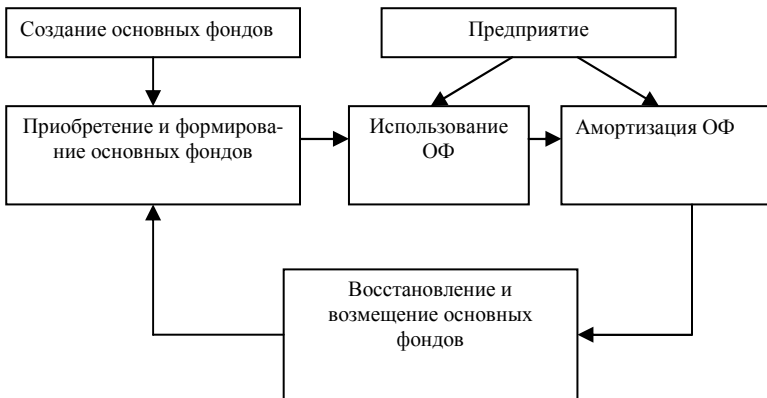 Создание основных фондов
Предприятие
Приобретение и формирова-
ние основных фондов
Использование
ОФ
Амортизация ОФ
Восстановление и
возмещение основных
фондов